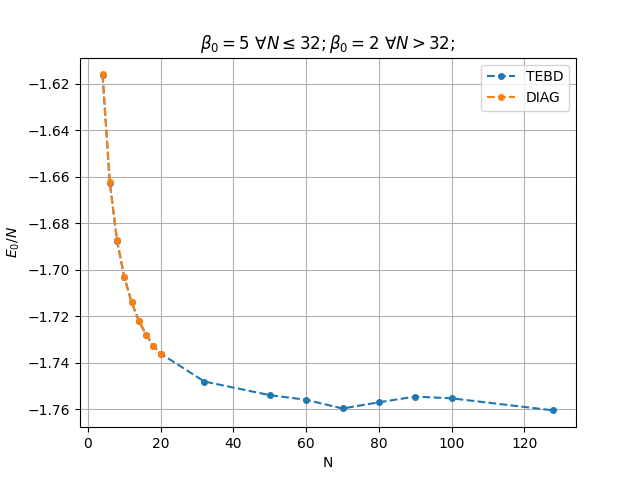 β₀ = 5 ∀N ≤ 32; β₀ = 2 ∀N > 32;
TEBD
DIAG
−1.62
−1.64
−1.66
−1.68
−1.70
−1.72
−1.74
−1.76
E₀/N
0 20 40 60 80 100 120
N